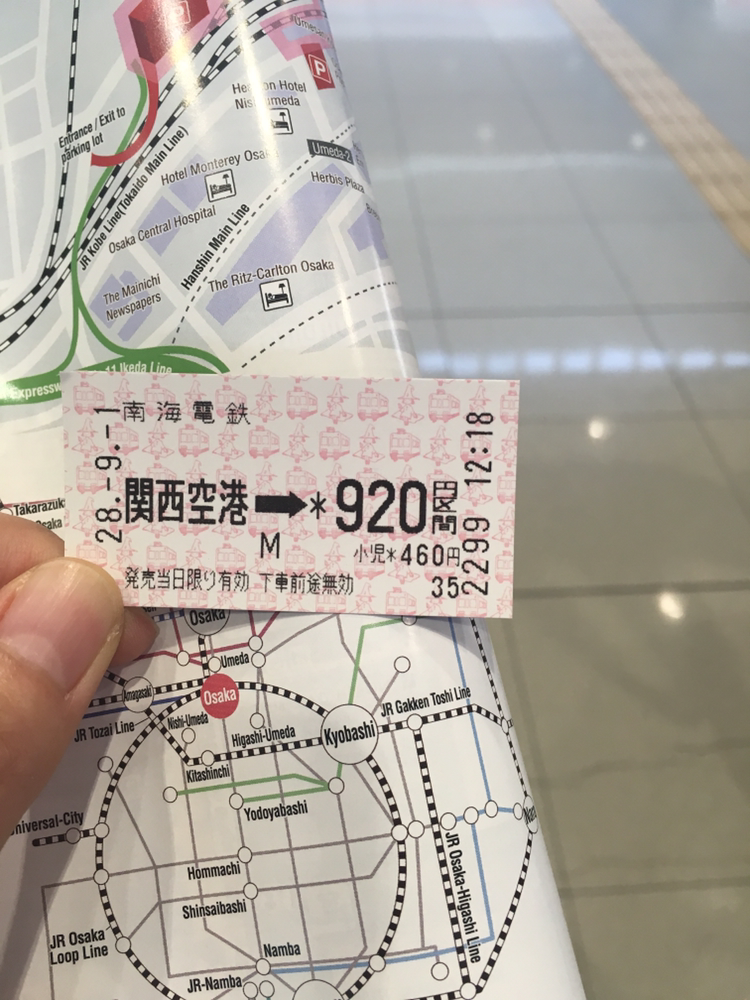 P
P
Entrance / Exit to
parking lot
JR Kobe Line(Tokaido Main Line)
Hotel Monterey Osaka
Umeda-2
Herbis Plaza
Osaka Central Hospital
Hanshin Main Line
The Mainichi
Newspapers
The Ritz-Carlton Osaka
11 Ikeda Line
南海電鉄
28.-9.-1
関西空港➡*920円区間
M
小児*460円
発売当日限り有効 下車前途無効
35
2299 12:18
Osaka
Umeda
Amagasaki
Osaka
JR Tozai Line
Nishi-Umeda
Higashi-Umeda
Kyobashi
JR Gakken Toshi Line
Kitashinchi
Yodoyabashi
Universal-City
Hommachi
Shinsaibashi
JR Osaka-Higashi Line
JR Osaka
Loop Line
Namba
JR-Namba